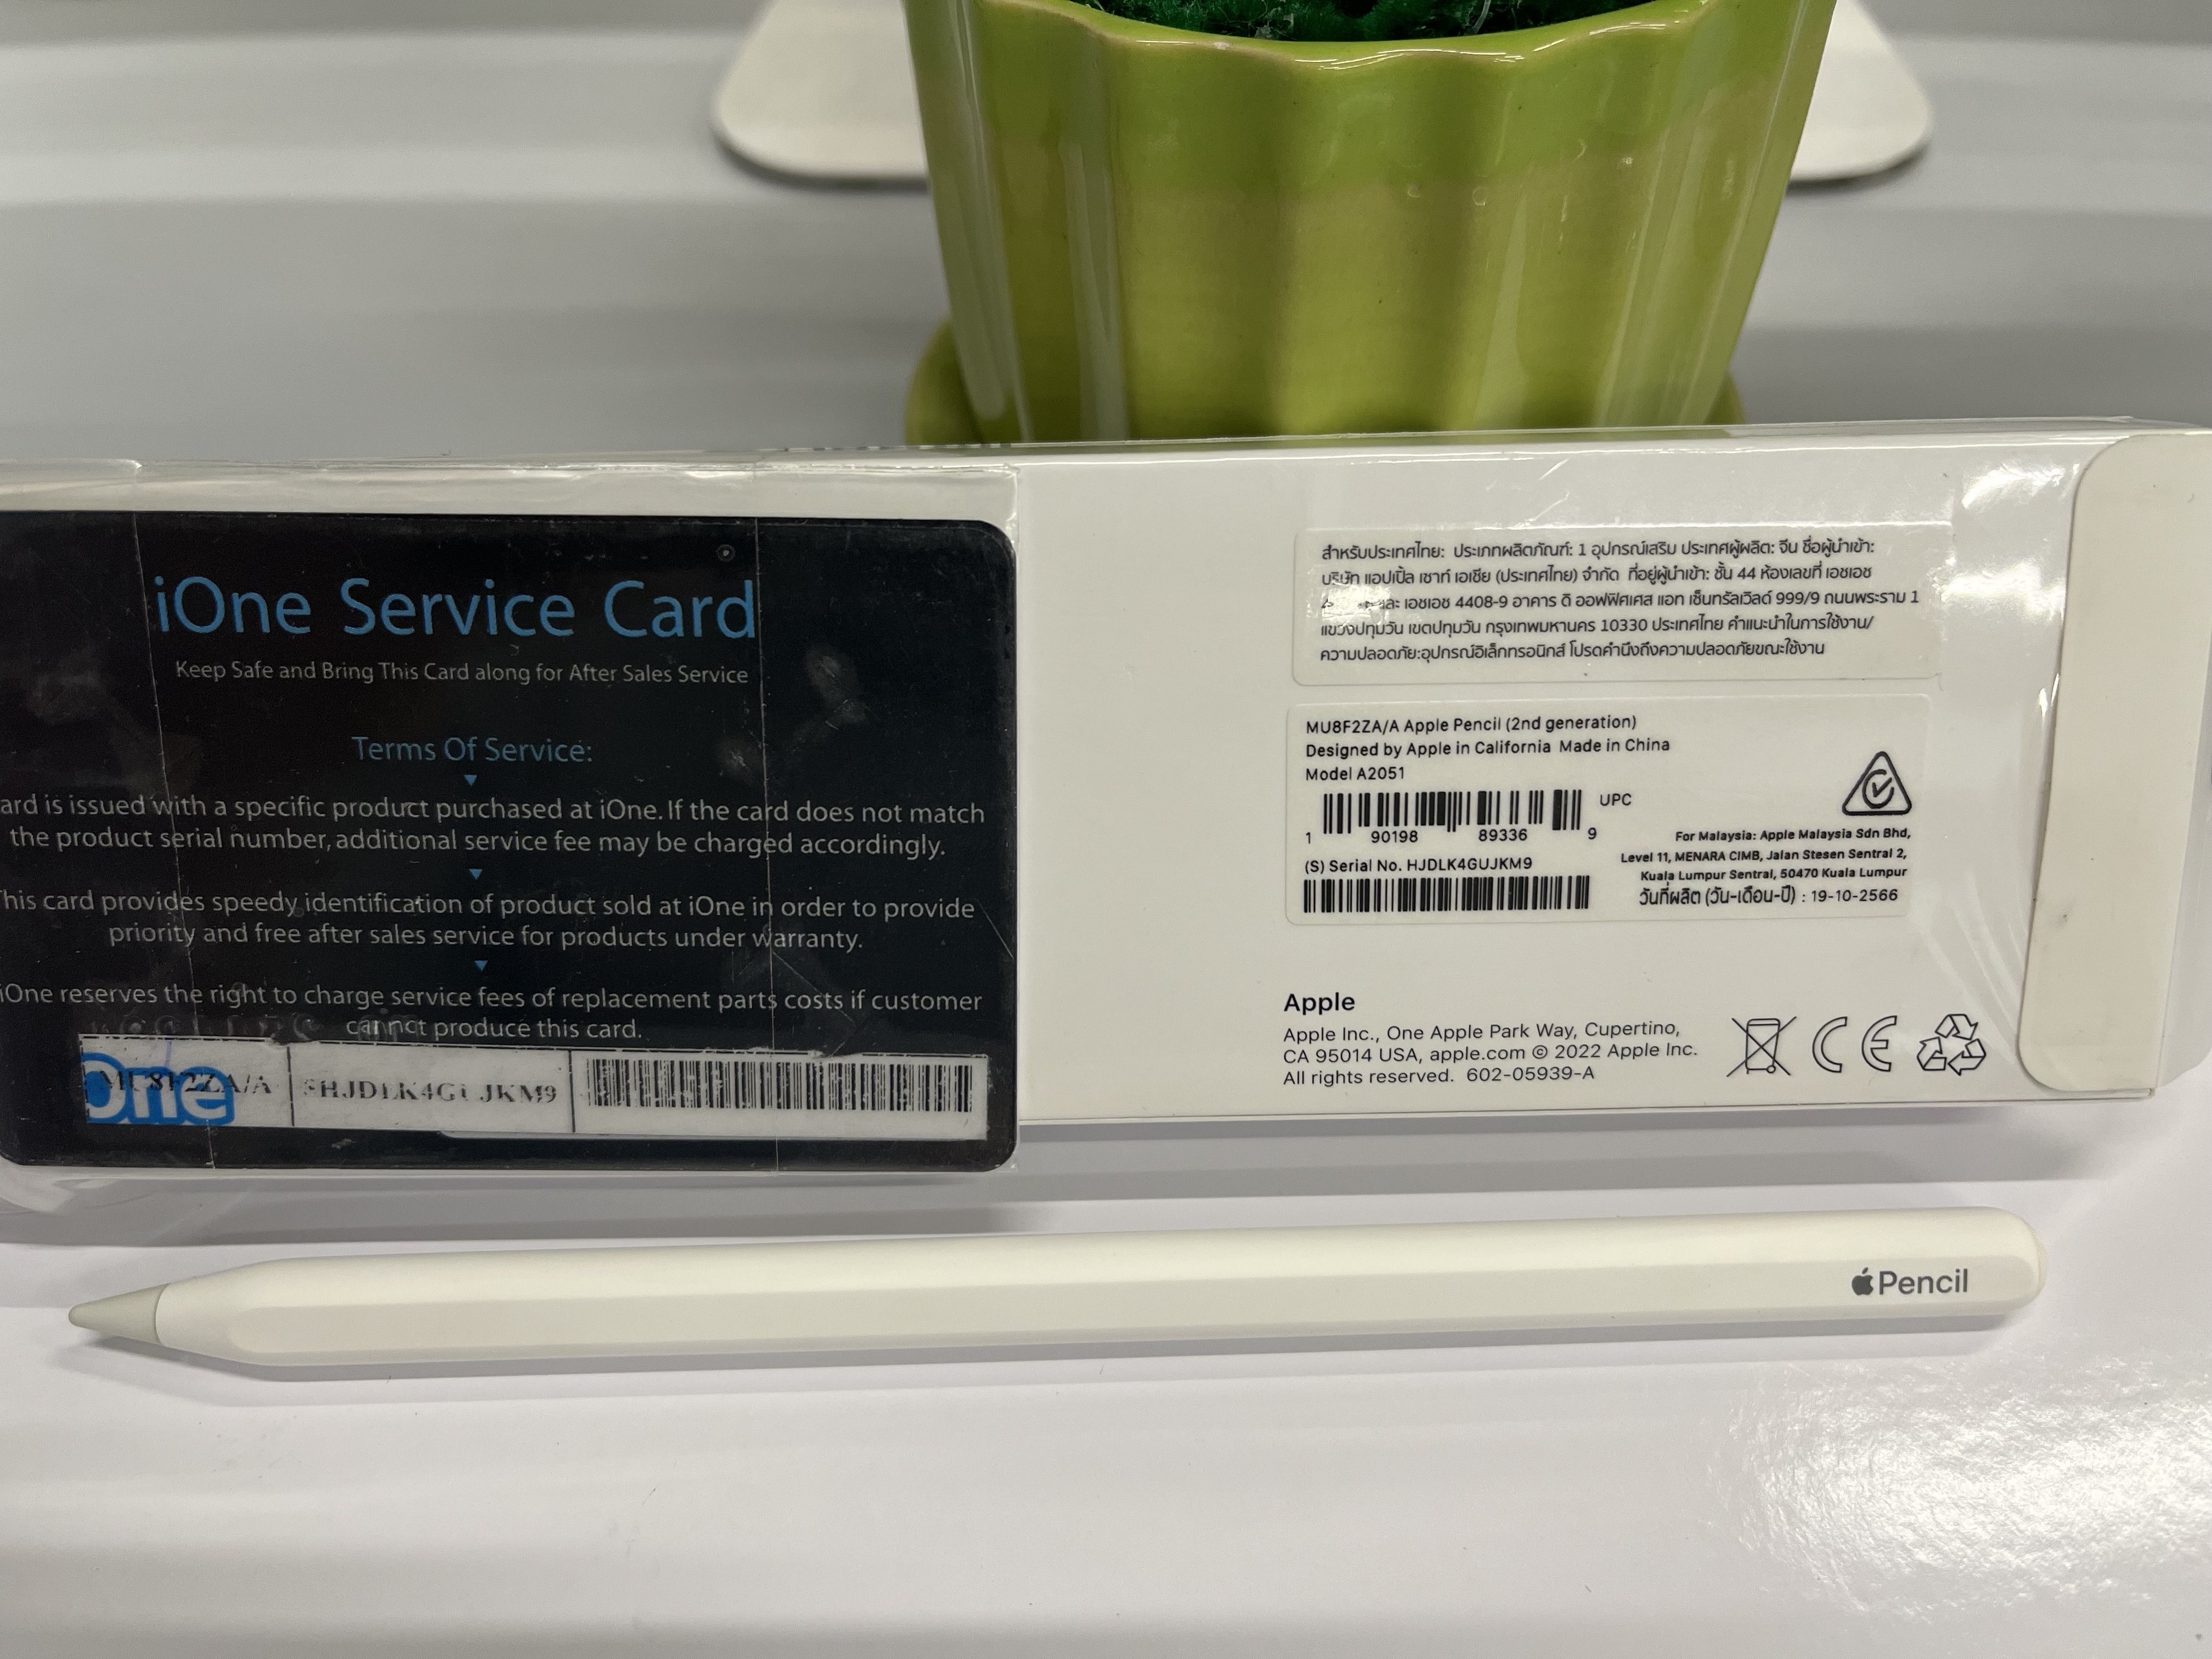 iOne Service Card
Keep Safe and Bring This Card along for After Sales Service
Terms Of Service:
ard is issued with a specific product purchased at iOne. If the card does not match
the product serial number, additional service fee may be charged accordingly.
his card provides speedy identification of product sold at iOne in order to provide
priority and free after sales service for products under warranty.
iOne reserves the right to charge service fees of replacement parts costs if customer
cannot produce this card.
One
MU8F2ZA/A
SHJDLK4GUJKM9
สำหรับประเทศไทย: ประเภทผลิตภัณฑ์: 1 อุปกรณ์เสริม ประเทศผู้ผลิต: จีน ชื่อผู้นำเข้า:
บริษัท แอปเปิ้ล เซาท์ เอเชีย (ประเทศไทย) จำกัด ที่อยู่ผู้นำเข้า: ชั้น 44 ห้องเลขที่ เอชเอช
และ เอชเอช 4408-9 อาคาร ดิ ออฟฟิศเศส แอท เซ็นทรัลเวิลด์ 999/9 ถนนพระราม 1
แขวงปทุมวัน เขตปทุมวัน กรุงเทพมหานคร 10330 ประเทศไทย คำแนะนำในการใช้งาน/
ความปลอดภัย:อุปกรณ์อิเล็กทรอนิกส์ โปรดคำนึงถึงความปลอดภัยขณะใช้งาน
MU8F2ZA/A Apple Pencil (2nd generation)
Designed by Apple in California Made in China
Model A2051
UPC
1 90198 89336 9
(S) Serial No. HJDLK4GUJKM9
For Malaysia: Apple Malaysia Sdn Bhd,
Level 11, MENARA CIMB, Jalan Stesen Sentral 2,
Kuala Lumpur Sentral, 50470 Kuala Lumpur
วันที่ผลิต (วัน-เดือน-ปี) : 19-10-2566
Apple
Apple Inc., One Apple Park Way, Cupertino,
CA 95014 USA, apple.com © 2022 Apple Inc.
All rights reserved. 602-05939-A
CE
Pencil